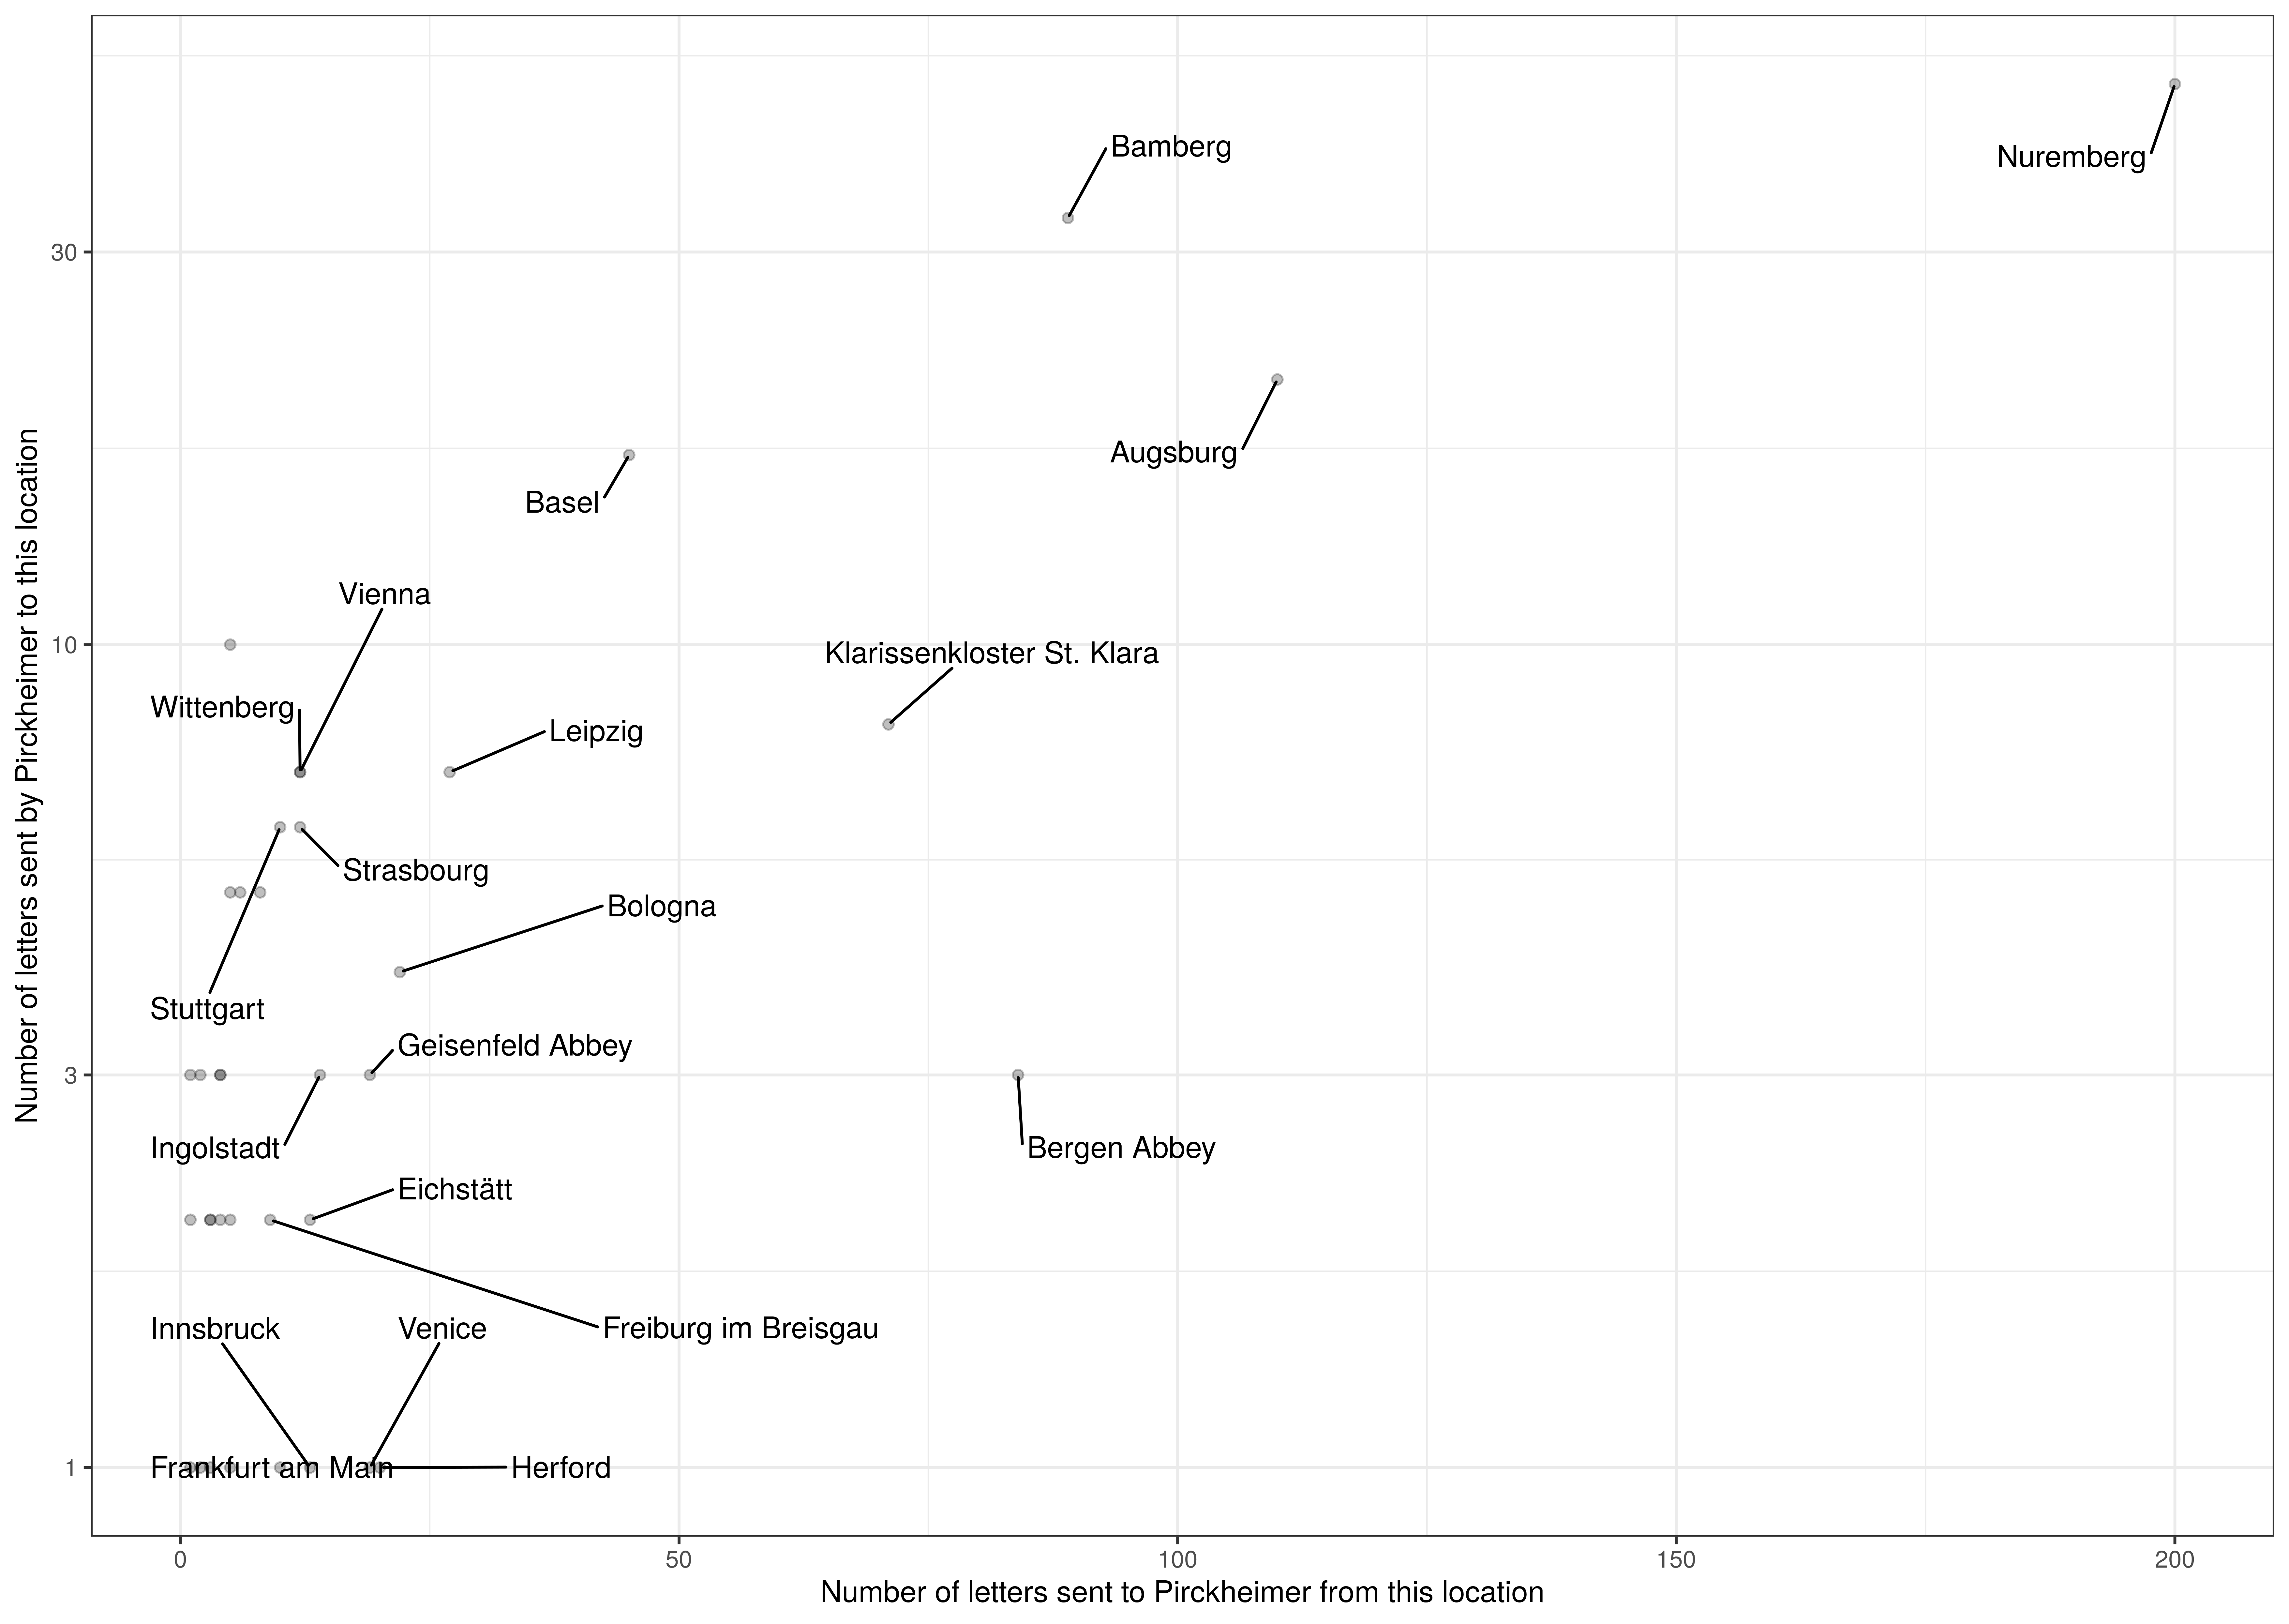 Bamberg
Nuremberg
30
Augsburg
Basel
Vienna
10
Klarissenkloster St. Klara
Wittenberg
Leipzig
Strasbourg
Bologna
Stuttgart
Geisenfeld Abbey
3
Ingolstadt
Bergen Abbey
Eichstätt
Innsbruck
Venice
Freiburg im Breisgau
1
Frankfurt am Main
Herford
0
50
100
150
200
Number of letters sent to Pirckheimer from this location
Number of letters sent by Pirckheimer to this location